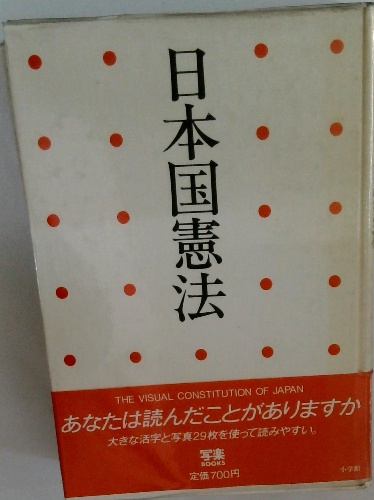 日本国憲法
THE VISUAL CONSTITUTION OF JAPAN
あなたは読んだことがありますか
大きな活字と写真29枚を使って読みやすい。
写楽
BOOKS
定価700円
小学館